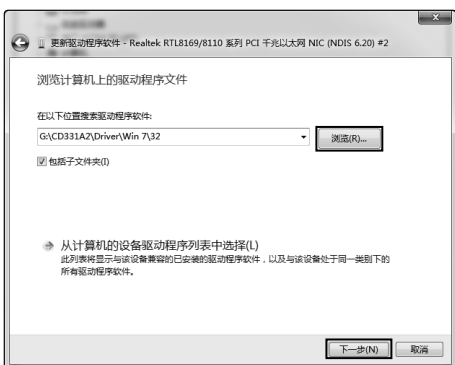 更新驱动程序软件 - Realtek RTL8169/8110 系列 PCI 千兆以太网 NIC (NDIS 6.20) #2
浏览计算机上的驱动程序文件
在以下位置搜索驱动程序软件:
G:\CD331A2\Driver\Win 7\32
浏览(R)...
包括子文件夹(I)
从计算机的设备驱动程序列表中选择(L)
此列表将显示与该设备兼容的已安装的驱动程序软件，以及与该设备处于同一类别下的
所有驱动程序软件。
下一步(N)
取消